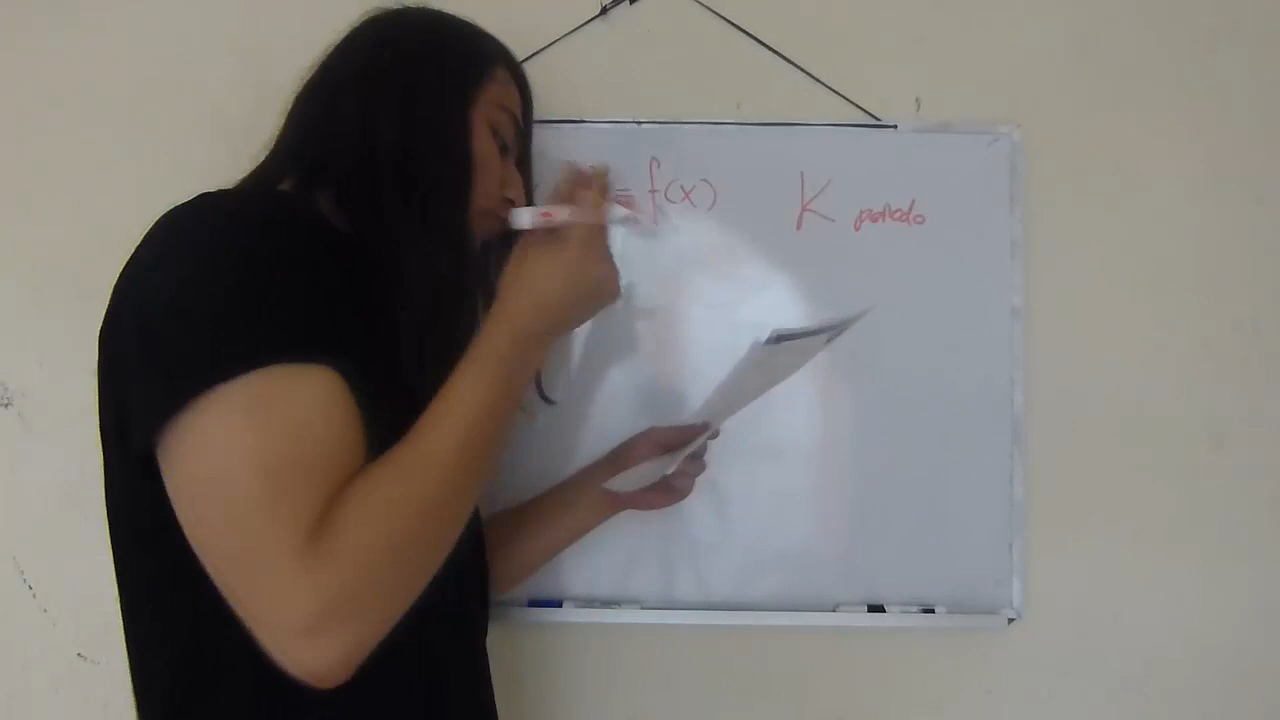 = f(x) K periodo